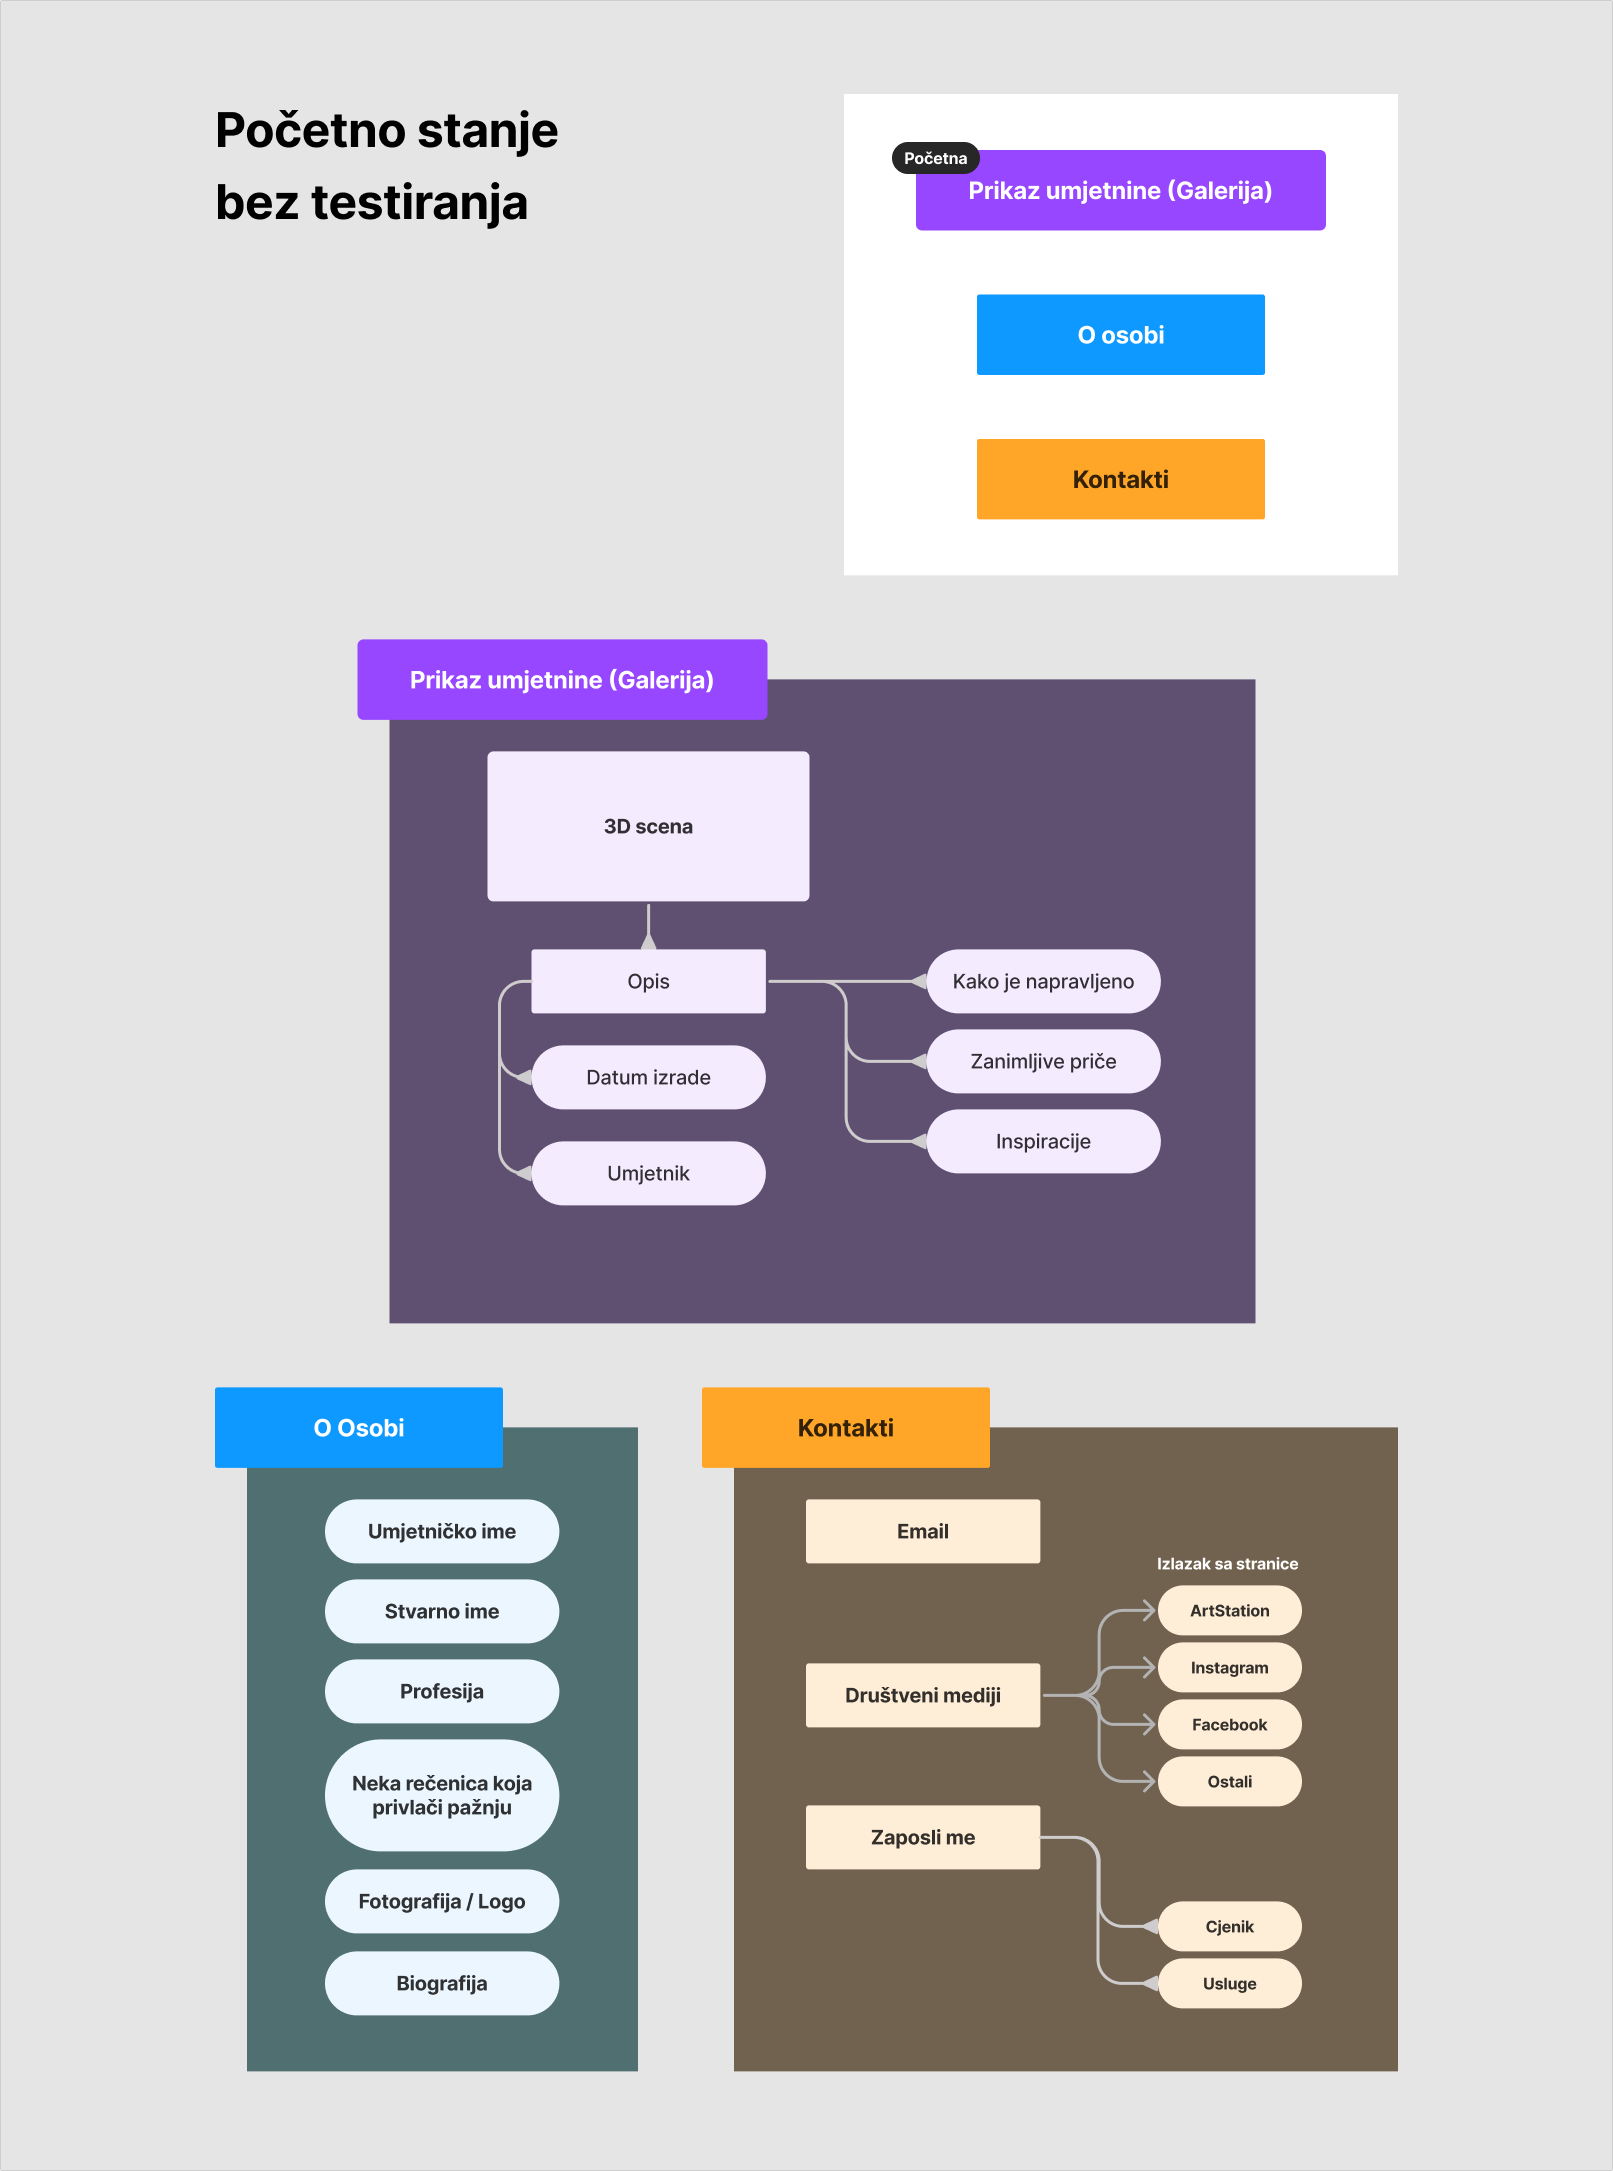 Početno stanje
bez testiranja
Početna
Prikaz umjetnine (Galerija)
O osobi
Kontakti
Prikaz umjetnine (Galerija)
3D scena
Opis
Datum izrade
Umjetnik
Kako je napravljeno
Zanimljive priče
Inspiracije
O Osobi
Umjetničko ime
Stvarno ime
Profesija
Neka rečenica koja
privlači pažnju
Fotografija / Logo
Biografija
Kontakti
Email
Društveni mediji
Zaposli me
Izlazak sa stranice
ArtStation
Instagram
Facebook
Ostali
Cjenik
Usluge